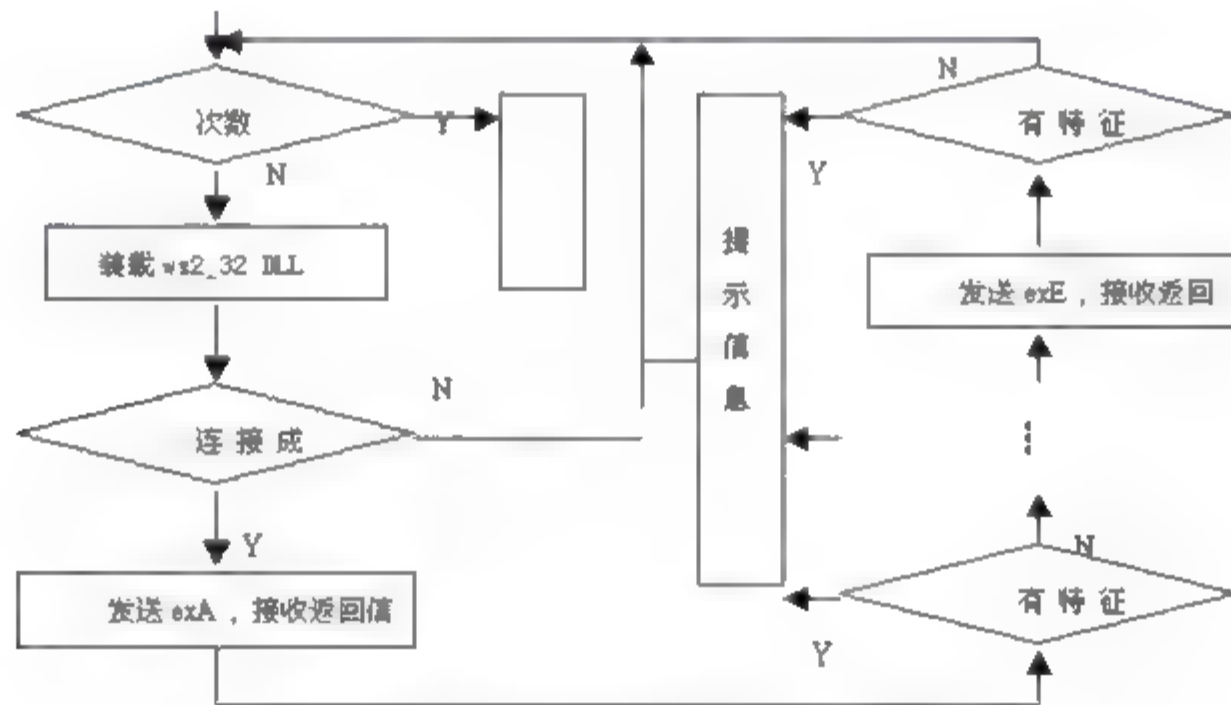 次数
Y
N
装载 ws2_32 DLL
连接成
N
Y
发送 exA，接收返回信
提
示
信
息
N
有特征
Y
发送 exE，接收返回
N
有特征
Y